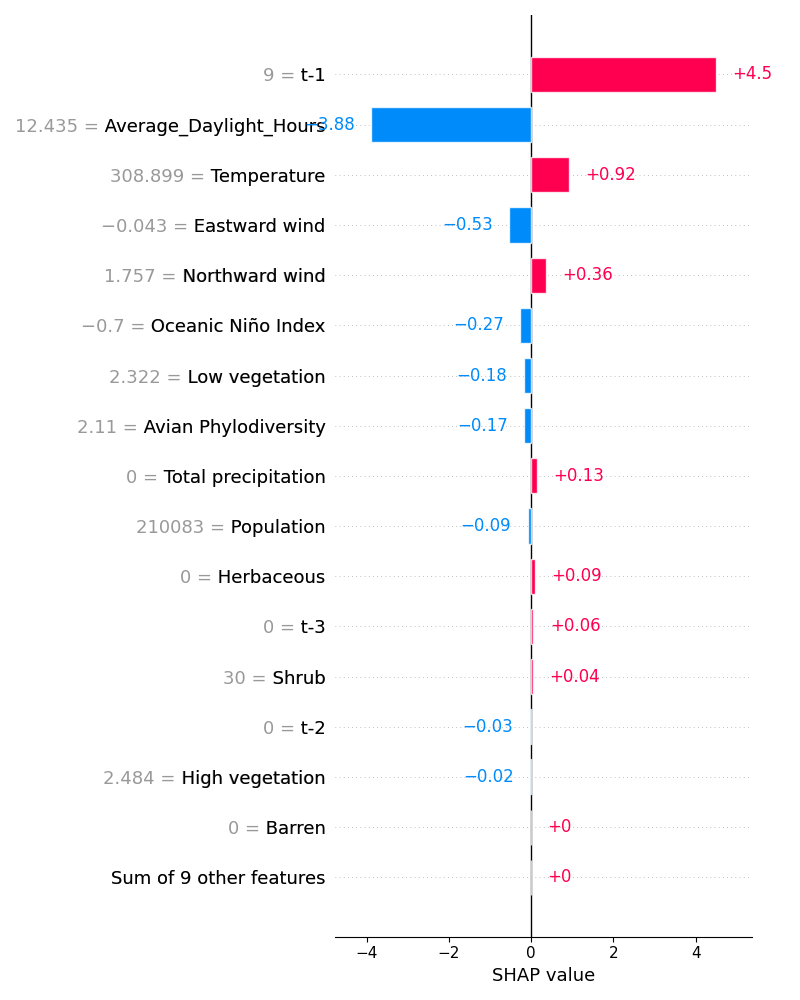 9 = t-1 +4.5
12.435 = Average_Daylight_Hours −3.88
308.899 = Temperature +0.92
−0.043 = Eastward wind −0.53
1.757 = Northward wind +0.36
−0.7 = Oceanic Niño Index −0.27
2.322 = Low vegetation −0.18
2.11 = Avian Phylodiversity −0.17
0 = Total precipitation +0.13
210083 = Population −0.09
0 = Herbaceous +0.09
0 = t-3 +0.06
30 = Shrub +0.04
0 = t-2 −0.03
2.484 = High vegetation −0.02
0 = Barren +0
Sum of 9 other features +0
−4 −2 0 2 4
SHAP value